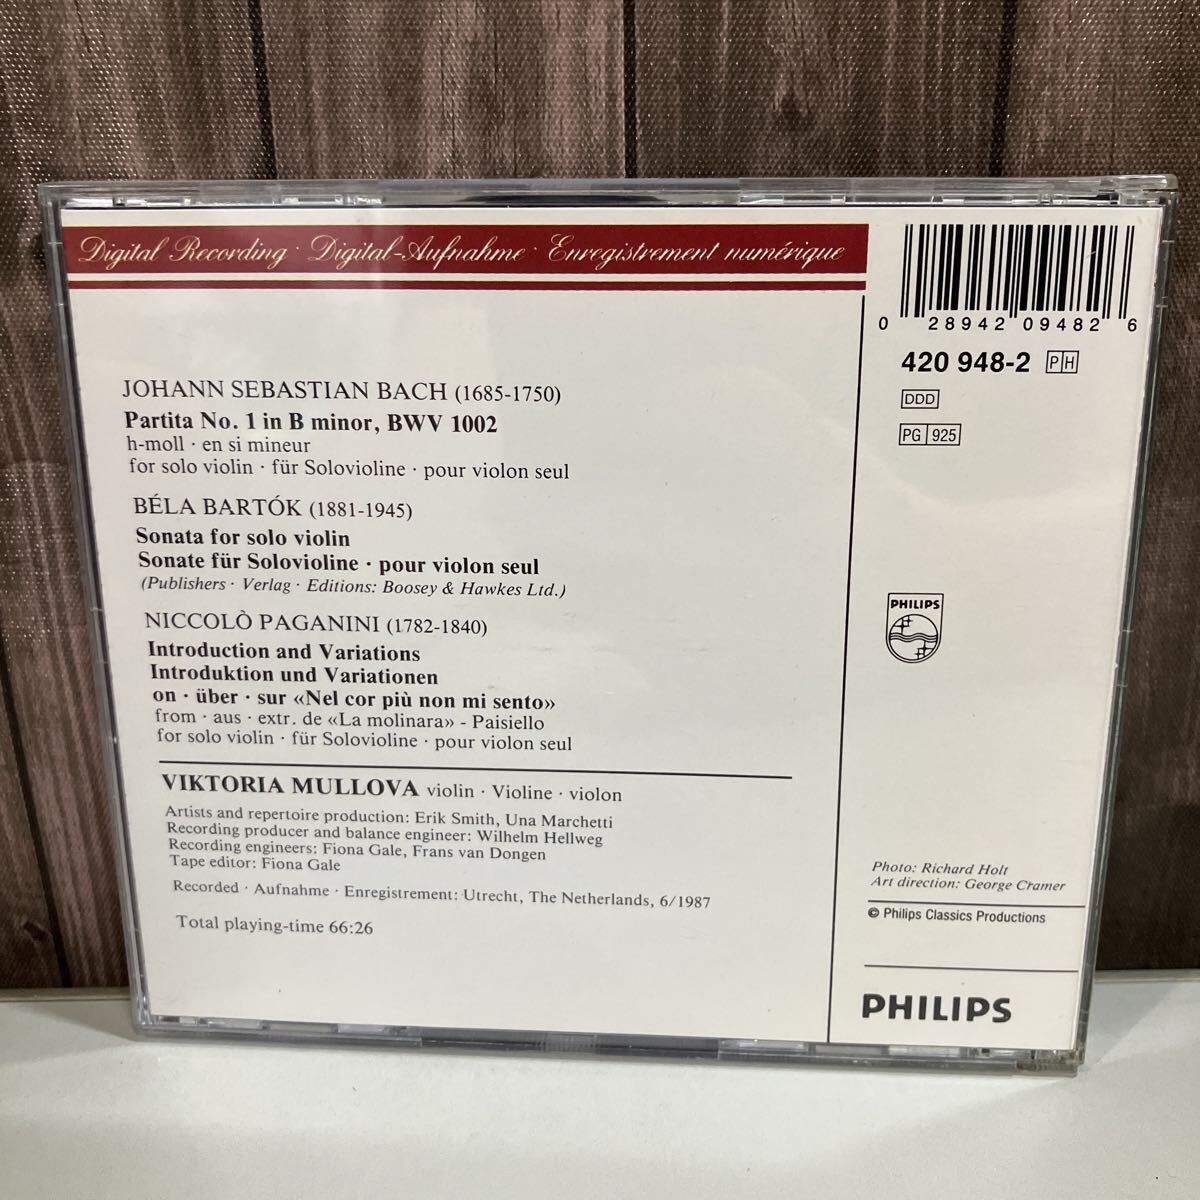 Digital Recording · Digital-Aufnahme · Enregistrement numérique
0 28942 09482 6
420 948-2 PH
DDD
PG 925
JOHANN SEBASTIAN BACH (1685-1750)
Partita No. 1 in B minor, BWV 1002
h-moll · en si mineur
for solo violin · für Solovioline · pour violon seul
BÉLA BARTÓK (1881-1945)
Sonata for solo violin
Sonate für Solovioline · pour violon seul
(Publishers · Verlag · Editions: Boosey & Hawkes Ltd.)
NICCOLÒ PAGANINI (1782-1840)
Introduction and Variations
Introduktion und Variationen
on · über · sur «Nel cor più non mi sento»
from · aus · extr. de «La molinara» - Paisiello
for solo violin · für Solovioline · pour violon seul
VIKTORIA MULLOVA violin · Violine · violon
Artists and repertoire production: Erik Smith, Una Marchetti
Recording producer and balance engineer: Wilhelm Hellweg
Recording engineers: Fiona Gale, Frans van Dongen
Tape editor: Fiona Gale
Recorded · Aufnahme · Enregistrement: Utrecht, The Netherlands, 6/1987
Total playing-time 66:26
PHILIPS
Photo: Richard Holt
Art direction: George Cramer
© Philips Classics Productions
PHILIPS